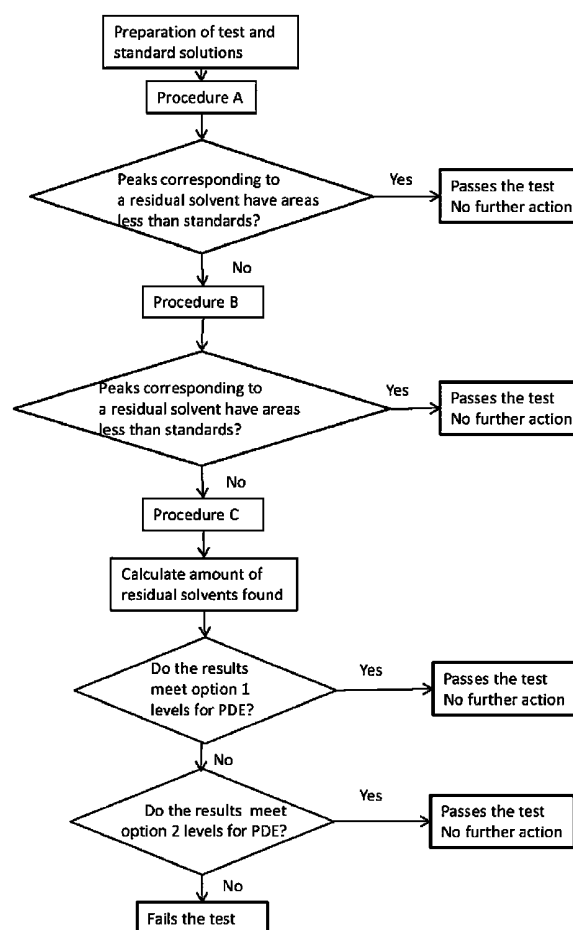 Preparation of test and
standard solutions
Procedure A
Peaks corresponding to
a residual solvent have areas
less than standards?
Yes
Passes the test
No further action
No
Procedure B
Peaks corresponding to
a residual solvent have areas
less than standards?
Yes
Passes the test
No further action
No
Procedure C
Calculate amount of
residual solvents found
Do the results
meet option 1
levels for PDE?
Yes
Passes the test
No further action
No
Do the results meet
option 2 levels for PDE?
Yes
Passes the test
No further action
No
Fails the test